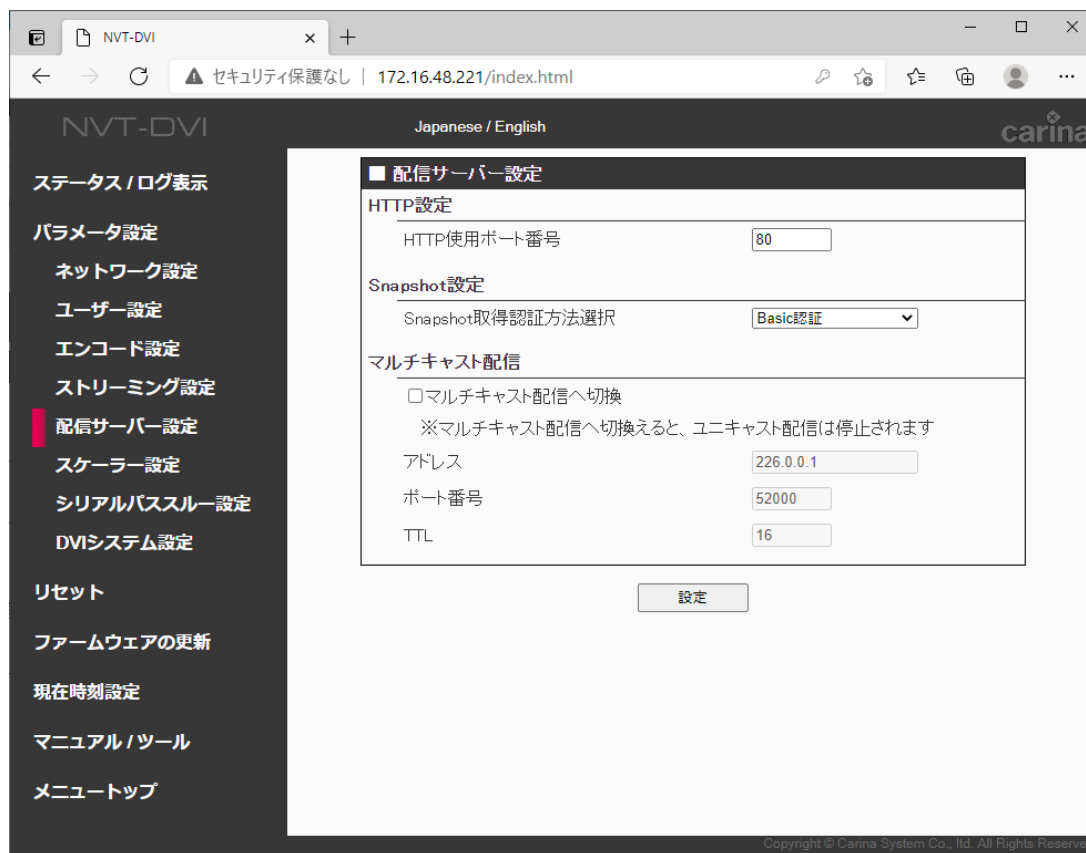 NVT-DVI
セキュリティ保護なし | 172.16.48.221/index.html
NVT-DVI
Japanese / English
carina
ステータス / ログ表示
パラメータ設定
ネットワーク設定
ユーザー設定
エンコード設定
ストリーミング設定
配信サーバー設定
スケーラー設定
シリアルパススルー設定
DVIシステム設定
リセット
ファームウェアの更新
現在時刻設定
マニュアル / ツール
メニュートップ
■ 配信サーバー設定
HTTP設定
HTTP使用ポート番号 80
Snapshot設定
Snapshot取得認証方法選択 Basic認証
マルチキャスト配信
マルチキャスト配信へ切換
※マルチキャスト配信へ切換えると、ユニキャスト配信は停止されます
アドレス 226.0.0.1
ポート番号 52000
TTL 16
設定
Copyright © Carina System Co., ltd. All Rights Reserve